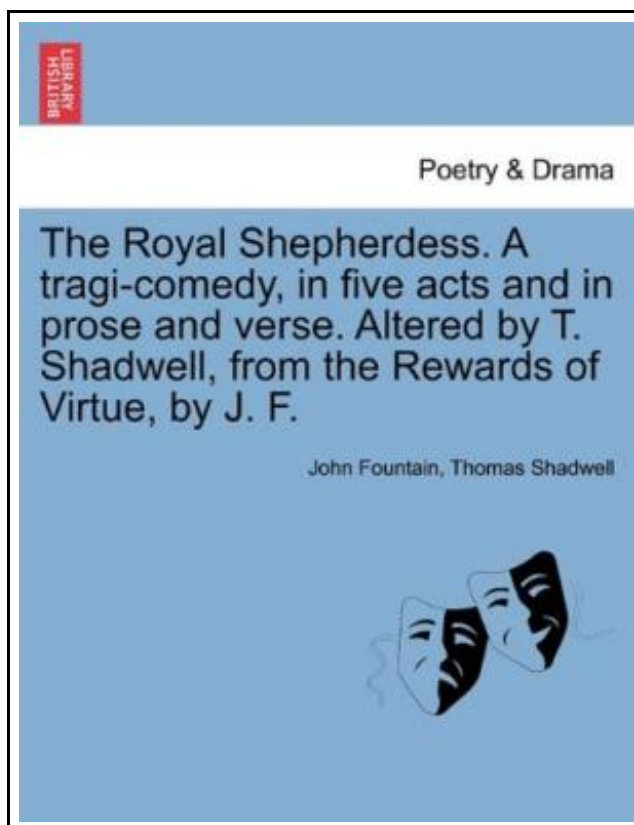 BRITISH
LIBRARY
Poetry & Drama
The Royal Shepherdess. A
tragi-comedy, in five acts and in
prose and verse. Altered by T.
Shadwell, from the Rewards of
Virtue, by J. F.
John Fountain, Thomas Shadwell